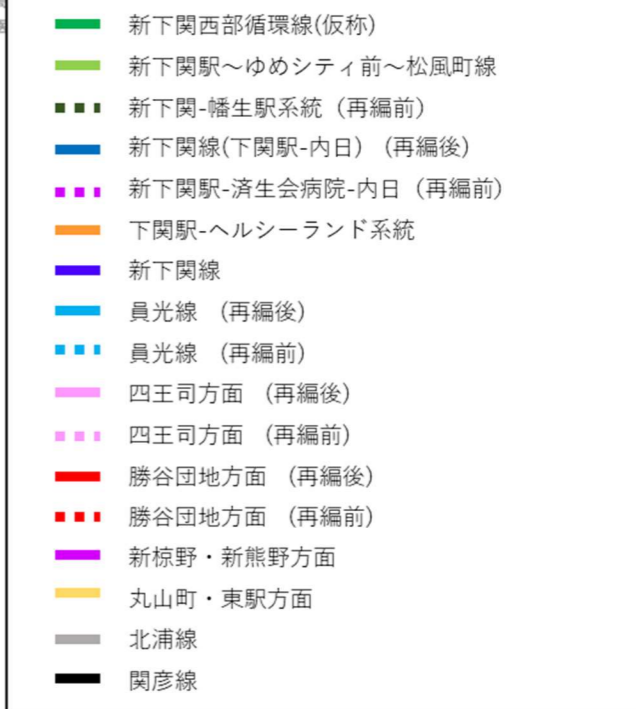 新下関西部循環線(仮称)
新下関駅～ゆめシティ前～松風町線
新下関-幡生駅系統（再編前）
新下関線(下関駅-内日）（再編後）
新下関駅-済生会病院-内日（再編前）
下関駅-ヘルシーランド系統
新下関線
員光線　（再編後）
員光線　（再編前）
四王司方面　（再編後）
四王司方面　（再編前）
勝谷団地方面　（再編後）
勝谷団地方面　（再編前）
新椋野・新熊野方面
丸山町・東駅方面
北浦線
関彦線